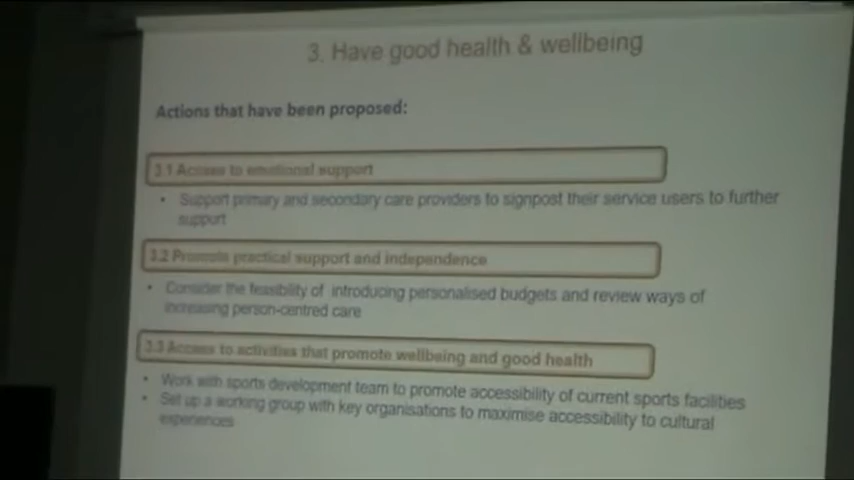 3. Have good health & wellbeing
Actions that have been proposed:
3.1 Access to emotional support
• Support primary and secondary care providers to signpost their service users to further
support
3.2 Promote practical support and independence
• Consider the feasibility of introducing personalised budgets and review ways of
increasing person-centred care
3.3 Access to activities that promote wellbeing and good health
• Work with sports development team to promote accessibility of current sports facilities
• Set up a working group with key organisations to maximise accessibility to cultural
experiences